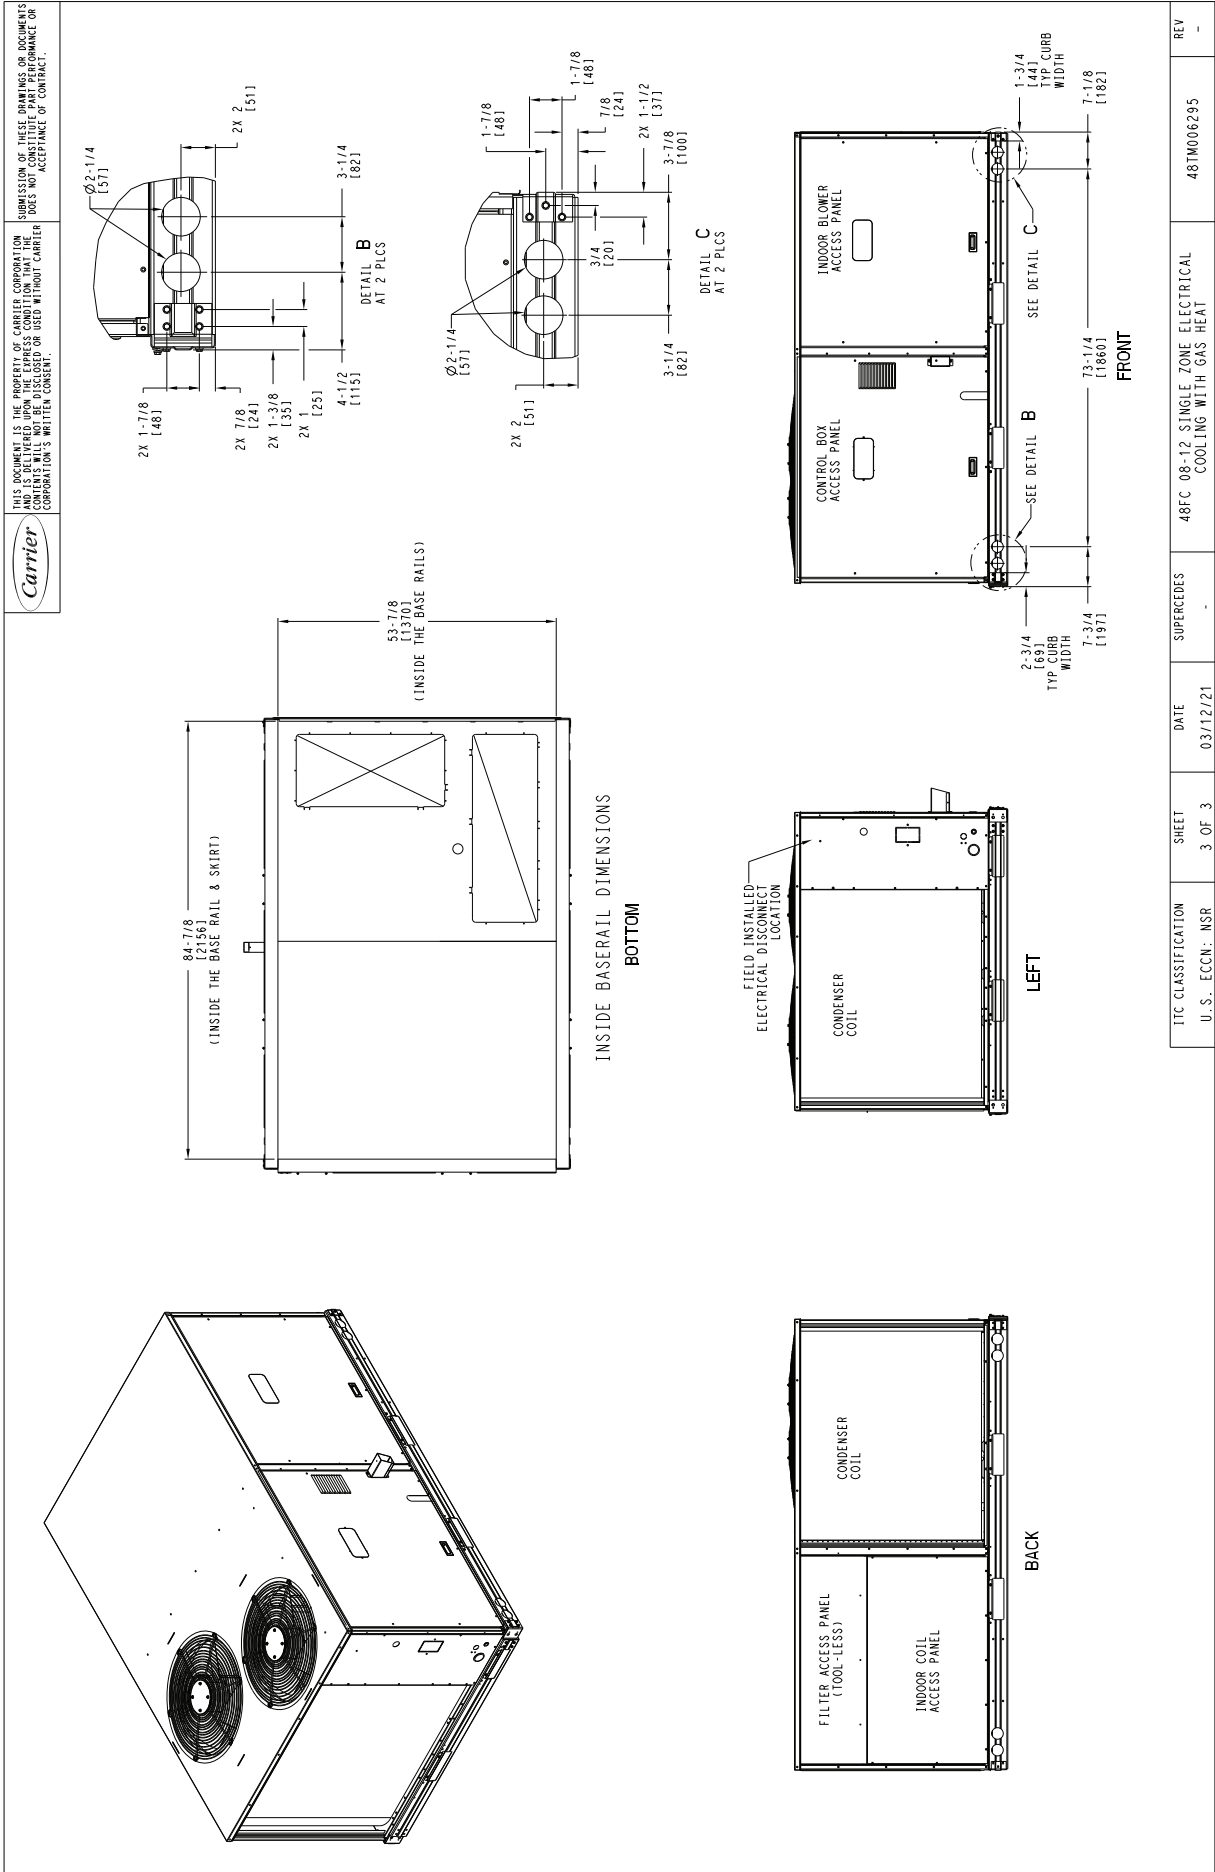 Carrier
THIS DOCUMENT IS THE PROPERTY OF CARRIER CORPORATION
AND IS DELIVERED UPON THE EXPRESS CONDITION THAT THE
CONTENTS WILL NOT BE DISCLOSED OR USED WITHOUT CARRIER
CORPORATION'S WRITTEN CONSENT.
SUBMISSION OF THESE DRAWINGS OR DOCUMENTS
DOES NOT CONSTITUTE PART PERFORMANCE OR
ACCEPTANCE OF CONTRACT.
84-7/8
[2156]
(INSIDE THE BASE RAIL & SKIRT)
53-7/8
[1370]
(INSIDE THE BASE RAILS)
INSIDE BASERAIL DIMENSIONS
BOTTOM
2X 1-7/8
[48]
2X 7/8
[24]
2X 1-3/8
[35]
2X 1
[25]
4-1/2
[115]
Ø2-1/4
[57]
2X 2
[51]
3-1/4
[82]
DETAIL B
AT 2 PLCS
Ø2-1/4
[57]
2X 2
[51]
3-1/4
[82]
3/4
[20]
1-7/8
[48]
1-7/8
[48]
7/8
[24]
2X 1-1/2
[37]
3-7/8
[100]
DETAIL C
AT 2 PLCS
FILTER ACCESS PANEL
(TOOL-LESS)
INDOOR COIL
ACCESS PANEL
CONDENSER
COIL
BACK
FIELD INSTALLED
ELECTRICAL DISCONNECT
LOCATION
CONDENSER
COIL
LEFT
CONTROL BOX
ACCESS PANEL
INDOOR BLOWER
ACCESS PANEL
2-3/4
[69]
TYP CURB
WIDTH
7-3/4
[197]
SEE DETAIL B
SEE DETAIL C
73-1/4
[1860]
1-3/4
[44]
TYP CURB
WIDTH
7-1/8
[182]
FRONT
ITC CLASSIFICATION
U.S. ECCN: NSR
SHEET
3 OF 3
DATE
03/12/21
SUPERCEDES
-
48FC 08-12 SINGLE ZONE ELECTRICAL
COOLING WITH GAS HEAT
48TM006295
REV
-